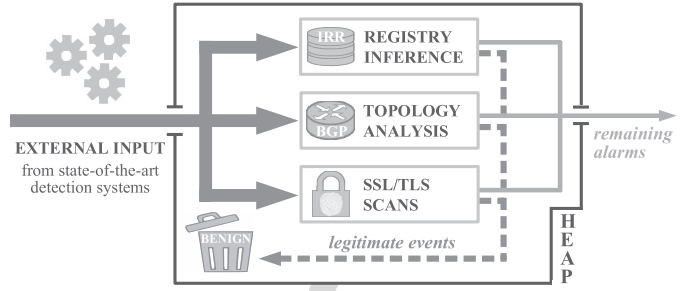 IRR
REGISTRY
INFERENCE
BGP
TOPOLOGY
ANALYSIS
SSL/TLS
SCANS
EXTERNAL INPUT
from state-of-the-art
detection systems
remaining
alarms
BENIGN
legitimate events
HEAP